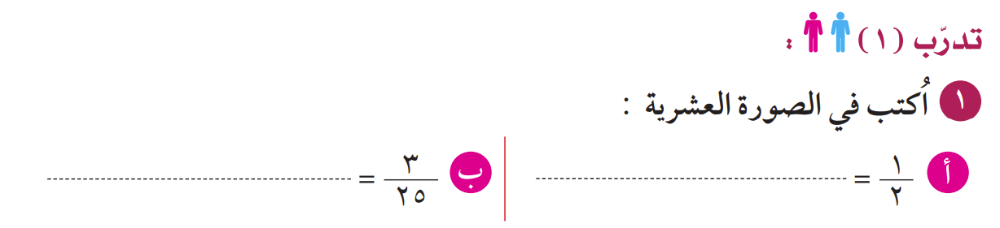 تدرّب (١) :
١ اُكتب في الصورة العشرية :
أ ١/٢ = ---------- ب ٣/٢٥ = ----------